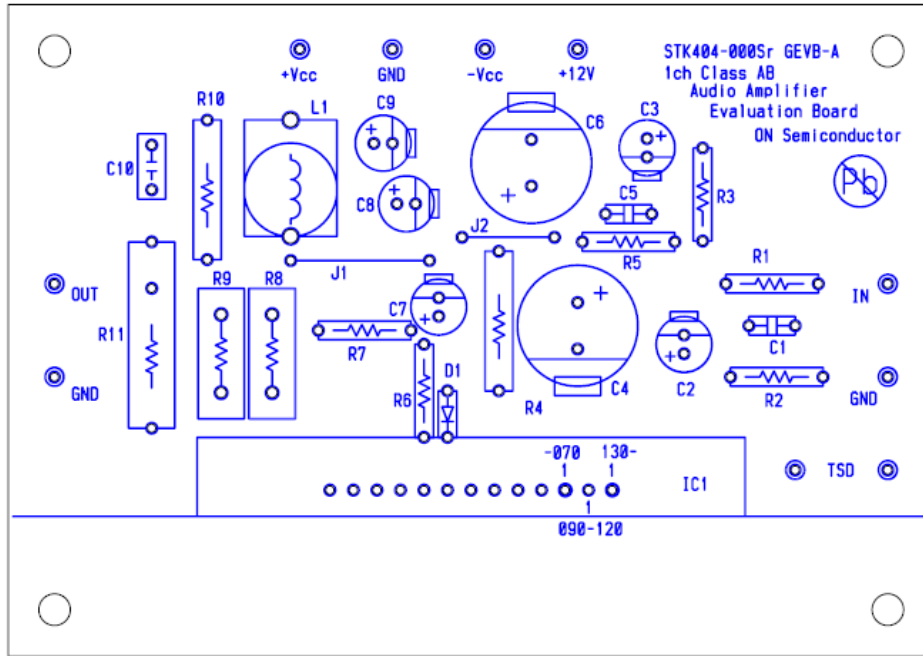 STK404-000Sr GEVB-A
1ch Class AB
Audio Amplifier
Evaluation Board
ON Semiconductor
Pb
+Vcc
GND
-Vcc
+12V
R10
L1
C9
C6
C3
C10
C8
C5
R3
J2
R5
J1
R9
R8
R1
OUT
IN
R11
C7
C1
R7
C2
D1
R6
R4
C4
R2
GND
GND
-070
130-
1
1
IC1
TSD
1
090-120